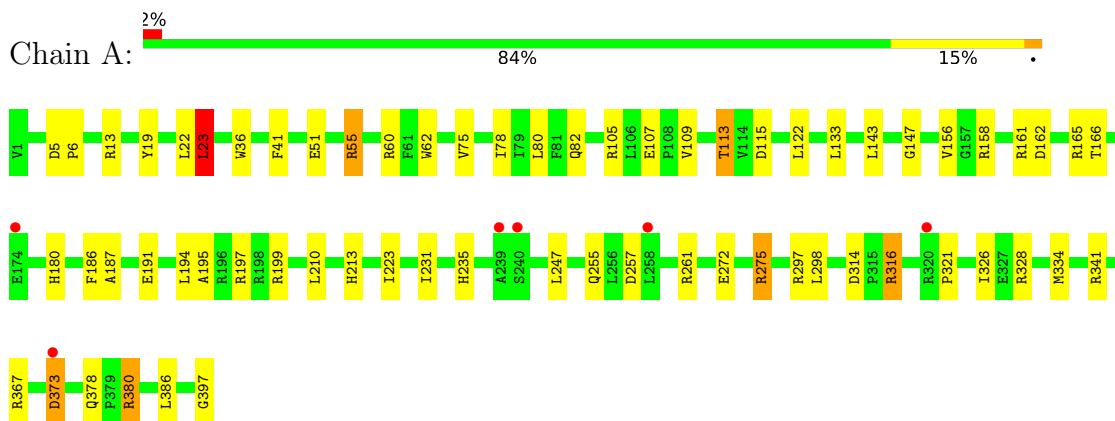 2%
Chain A:
84% 15% •
V1 D5 P6 R13 Y19 L22 L23 W36 F41 E51 R55 R60 F61 W62 V75 I78 I79 L80 F81 Q82 R105 L106 E107 P108 V109 T113 V114 D115 L122 L133 L143 G147 V156 G157 R158 R161 D162 R165 T166
E174 H180 F186 A187 E191 L194 A195 R196 R197 R198 R199 L210 H213 I223 I231 H235 A239 S240 L247 Q255 L256 D257 L258 R261 E272 R275 R297 L298 D314 P315 R316 R320 P321 I326 E327 R328 M334 R341
R367 D373 Q378 P379 R380 L386 G397